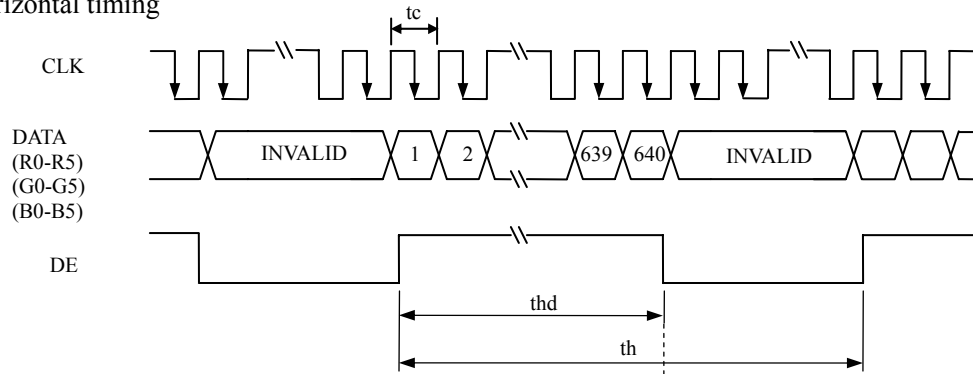 rizontal timing
tc
CLK
DATA
(R0-R5)
(G0-G5)
(B0-B5)
INVALID 1 2 639 640 INVALID
DE
thd
th